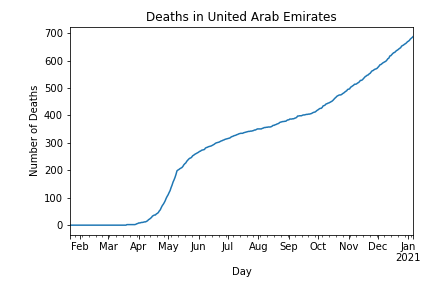 Deaths in United Arab Emirates
700
600
500
400
300
200
100
0
Number of Deaths
Feb Mar Apr May Jun Jul Aug Sep Oct Nov Dec Jan
2021
Day